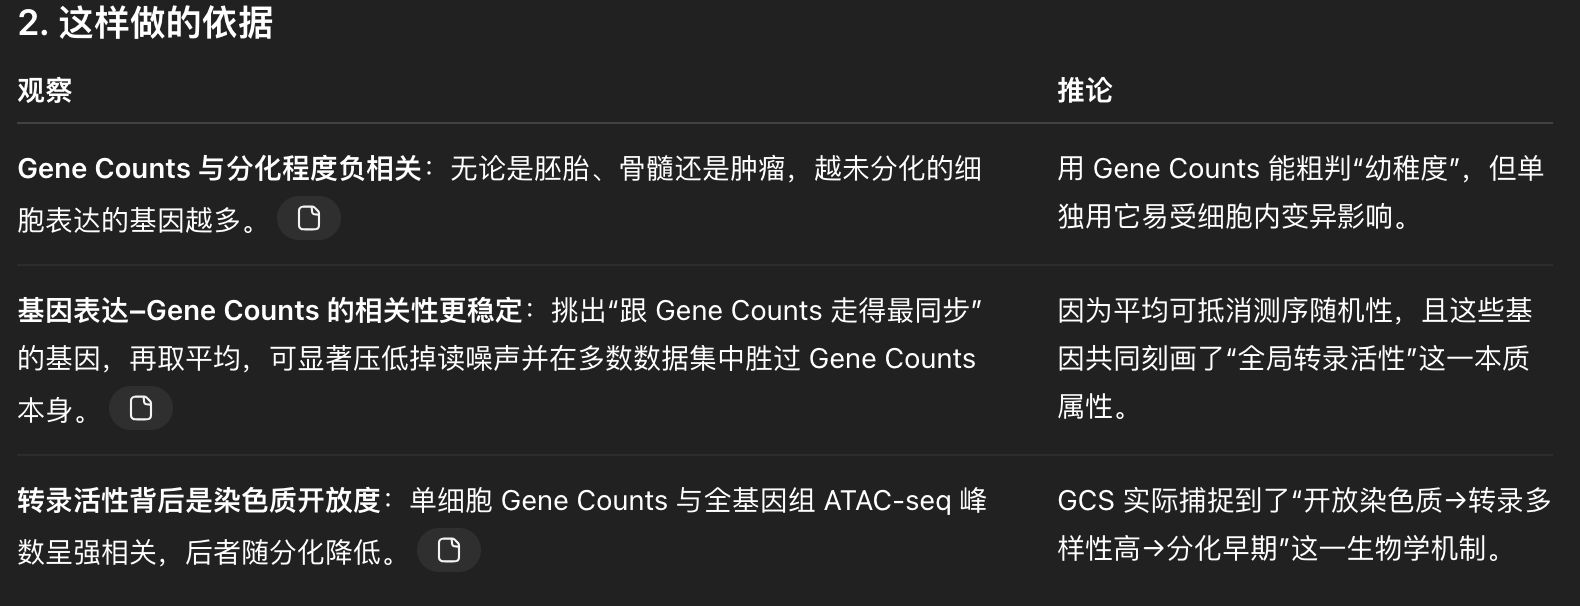 2. 这样做的依据
观察
推论
Gene Counts 与分化程度负相关：无论是胚胎、骨髓还是肿瘤，越未分化的细
胞表达的基因越多。
用 Gene Counts 能粗判“幼稚度”，但单
独用它易受细胞内变异影响。
基因表达–Gene Counts 的相关性更稳定：挑出“跟 Gene Counts 走得最同步”
的基因，再取平均，可显著压低掉读噪声并在多数数据集中胜过 Gene Counts
本身。
因为平均可抵消测序随机性，且这些基
因共同刻画了“全局转录活性”这一本质
属性。
转录活性背后是染色质开放度：单细胞 Gene Counts 与全基因组 ATAC-seq 峰
数呈强相关，后者随分化降低。
GCS 实际捕捉到了“开放染色质→转录多
样性高→分化早期”这一生物学机制。